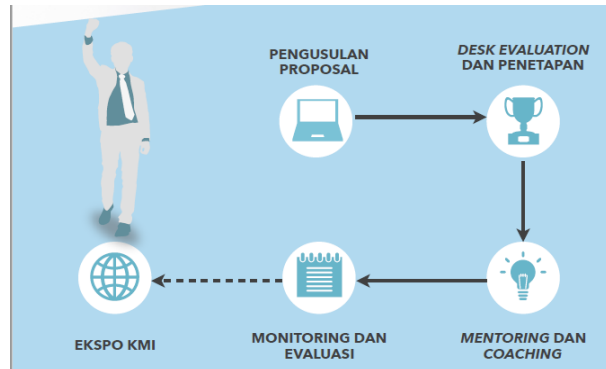 PENGUSULAN
PROPOSAL
DESK EVALUATION
DAN PENETAPAN
MENTORING DAN
COACHING
MONITORING DAN
EVALUASI
EKSPO KMI